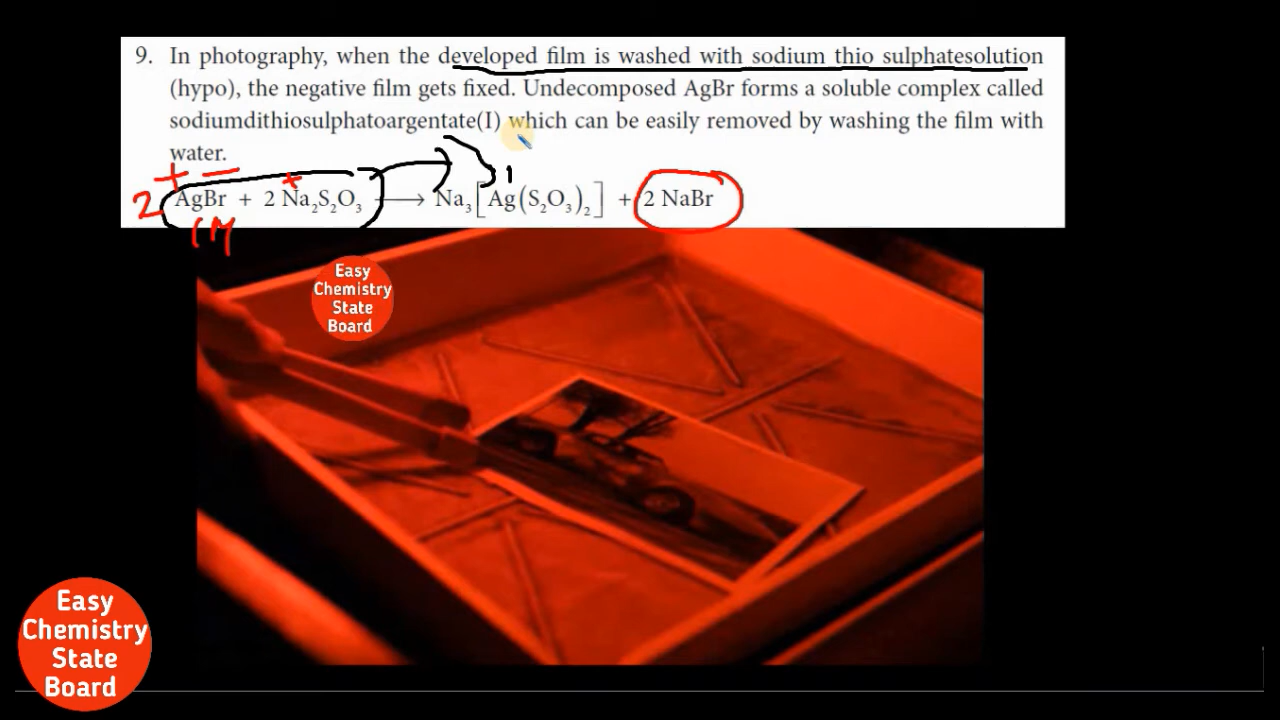 9. In photography, when the developed film is washed with sodium thio sulphatesolution
(hypo), the negative film gets fixed. Undecomposed AgBr forms a soluble complex called
sodiumdithiosulphatoargentate(I) which can be easily removed by washing the film with
water.
+ − + 1
2 AgBr + 2 Na₂S₂O₃ ⟶ Na₃[Ag(S₂O₃)₂] + 2 NaBr
Easy
Chemistry
State
Board
Easy
Chemistry
State
Board